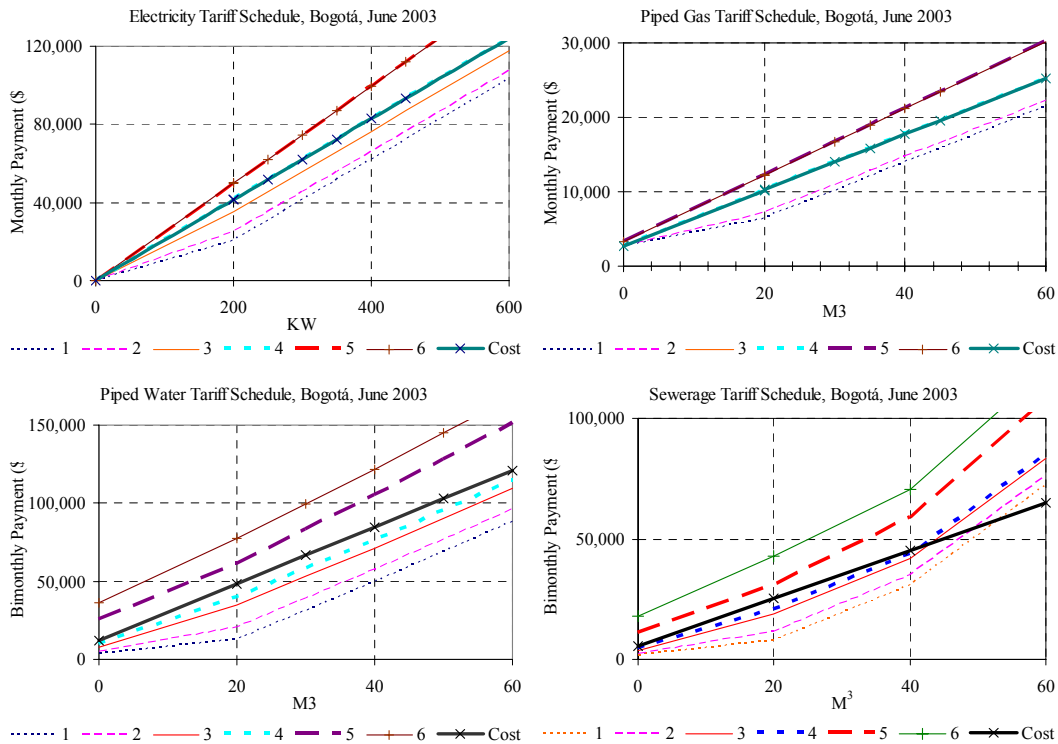 Electricity Tariff Schedule, Bogotá, June 2003
Monthly Payment ($
120,000
80,000
40,000
0
0 200 400 600
KW
1 2 3 4 5 6 Cost
Piped Gas Tariff Schedule, Bogotá, June 2003
Monthly Payment ($
30,000
20,000
10,000
0
0 20 40 60
M3
1 2 3 4 5 6 Cost
Piped Water Tariff Schedule, Bogotá, June 2003
Bimonthly Payment ($
150,000
100,000
50,000
0
0 20 40 60
M3
1 2 3 4 5 6 Cost
Sewerage Tariff Schedule, Bogotá, June 2003
Bimonthly Payment ($
100,000
50,000
0
0 20 40 60
M³
1 2 3 4 5 6 Cost